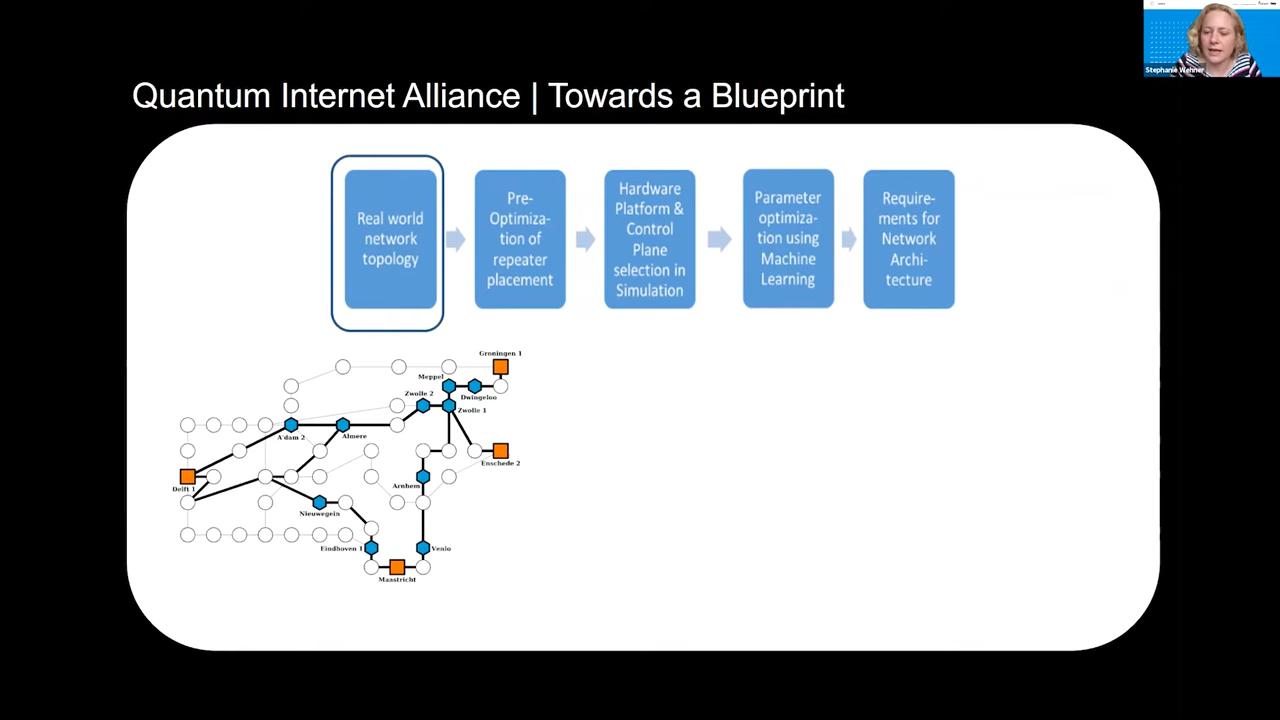 Stephanie Wehner
Quantum Internet Alliance | Towards a Blueprint
Real world
network
topology
Pre-
Optimiza-
tion of
repeater
placement
Hardware
Platform &
Control
Plane
selection in
Simulation
Parameter
optimiza-
tion using
Machine
Learning
Require-
ments for
Network
Archi-
tecture
Groningen 1
Meppel
Dwingeloo
Zwolle 2
Zwolle 1
A'dam 2
Almere
Enschede 2
Delft 1
Arnhem
Nieuwegein
Eindhoven 1
Venlo
Maastricht